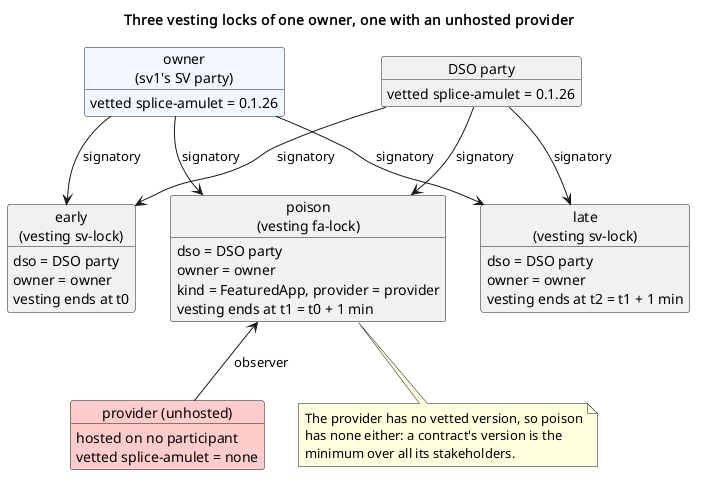 Three vesting locks of one owner, one with an unhosted provider
owner
(sv1's SV party)
vetted splice-amulet = 0.1.26
DSO party
vetted splice-amulet = 0.1.26
signatory
signatory
signatory
signatory
signatory
signatory
early
(vesting sv-lock)
dso = DSO party
owner = owner
vesting ends at t0
poison
(vesting fa-lock)
dso = DSO party
owner = owner
kind = FeaturedApp, provider = provider
vesting ends at t1 = t0 + 1 min
late
(vesting sv-lock)
dso = DSO party
owner = owner
vesting ends at t2 = t1 + 1 min
observer
provider (unhosted)
hosted on no participant
vetted splice-amulet = none
The provider has no vetted version, so poison
has none either: a contract's version is the
minimum over all its stakeholders.